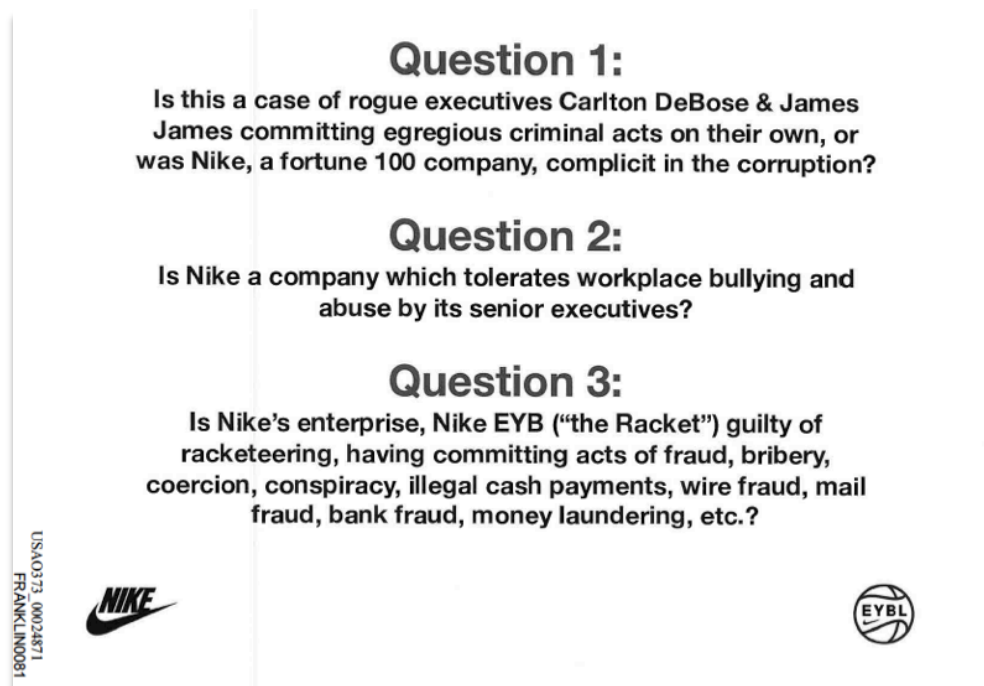 Question 1:
Is this a case of rogue executives Carlton DeBose & James
James committing egregious criminal acts on their own, or
was Nike, a fortune 100 company, complicit in the corruption?
Question 2:
Is Nike a company which tolerates workplace bullying and
abuse by its senior executives?
Question 3:
Is Nike's enterprise, Nike EYB ("the Racket") guilty of
racketeering, having committing acts of fraud, bribery,
coercion, conspiracy, illegal cash payments, wire fraud, mail
fraud, bank fraud, money laundering, etc.?
USAO373_00024871
FRANKLIN0081
NIKE
EYBL